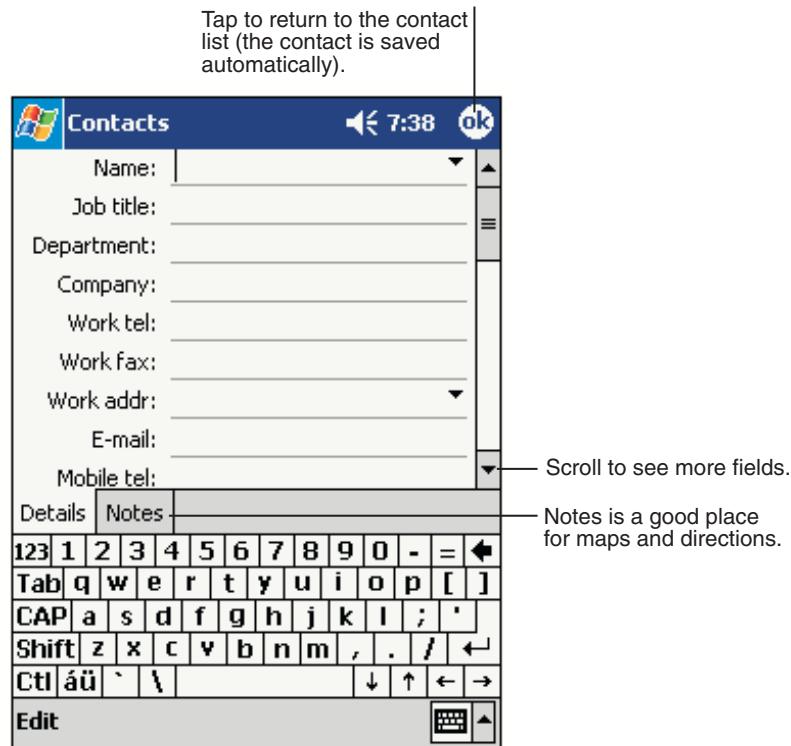 Tap to return to the contact
list (the contact is saved
automatically).
Contacts 7:38 ok
Name:
Job title:
Department:
Company:
Work tel:
Work fax:
Work addr:
E-mail:
Mobile tel:
Scroll to see more fields.
Details Notes
Notes is a good place
for maps and directions.
123 1 2 3 4 5 6 7 8 9 0 - =
Tab q w e r t y u i o p [ ]
CAP a s d f g h j k l ; '
Shift z x c v b n m , . /
Ctl áü ` \ ↓ ↑ ← →
Edit